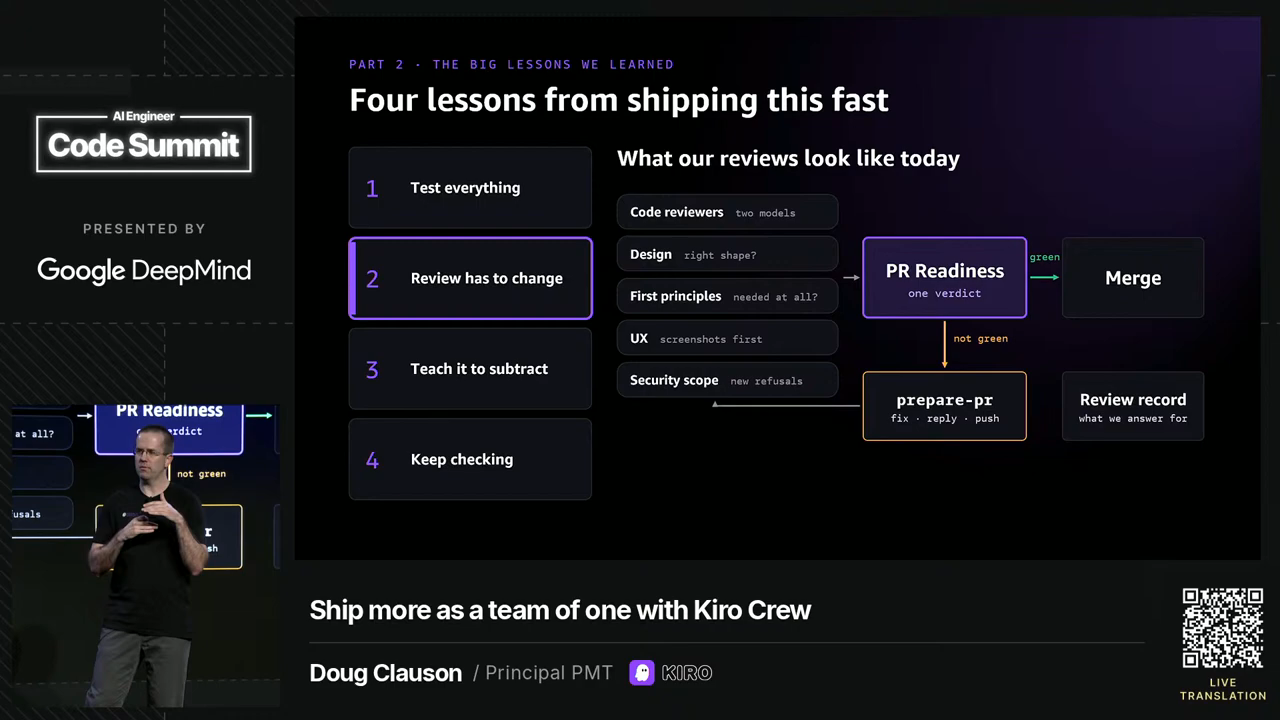 AI Engineer
Code Summit
PRESENTED BY
Google DeepMind
PART 2 · THE BIG LESSONS WE LEARNED
Four lessons from shipping this fast
1 Test everything
2 Review has to change
3 Teach it to subtract
4 Keep checking
What our reviews look like today
Code reviewers two models
Design right shape?
First principles needed at all?
UX screenshots first
Security scope new refusals
PR Readiness
one verdict
green
Merge
not green
prepare-pr
fix · reply · push
Review record
what we answer for
PR Readiness
at all?
not green
usals
Ship more as a team of one with Kiro Crew
Doug Clauson / Principal PMT KIRO
LIVE
TRANSLATION